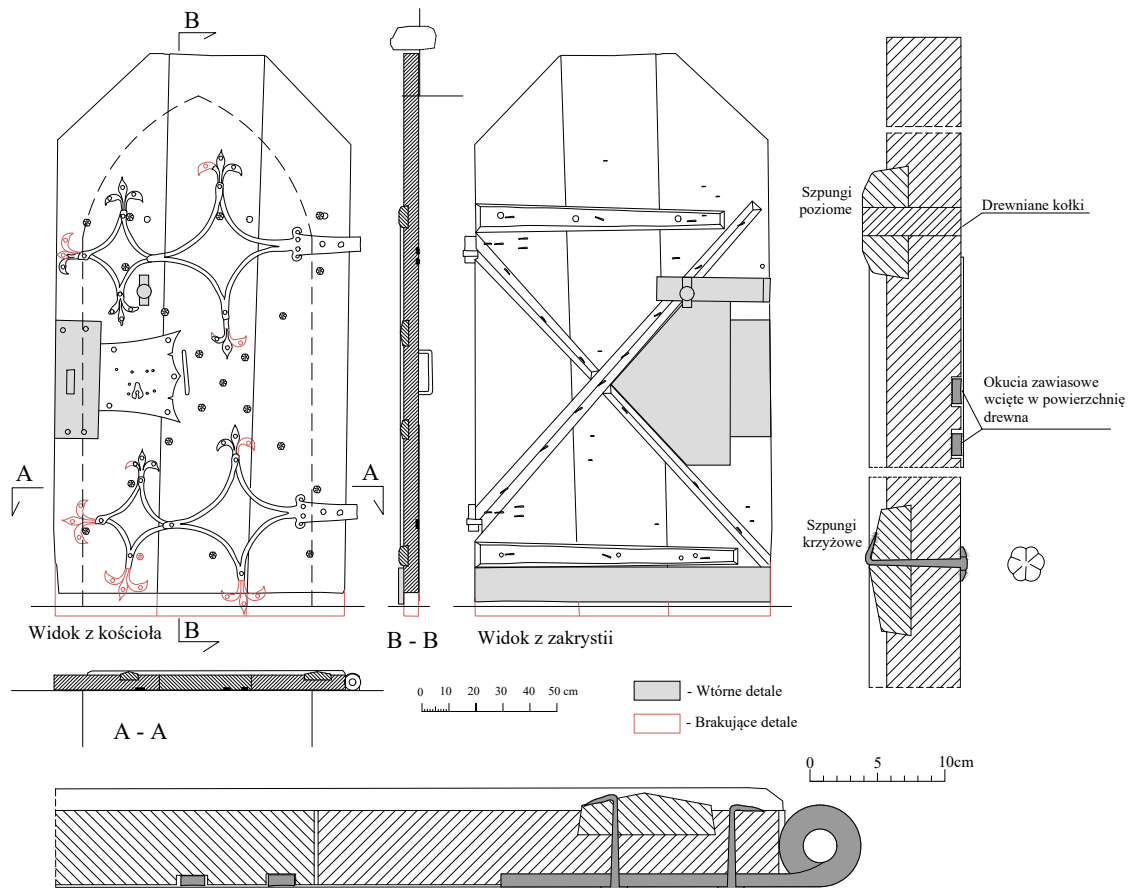 B
B
Widok z kościoła
A
A
B - B
Widok z zakrystii
Szpungi
poziome
Drewniane kołki
Okucia zawiasowe
wcięte w powierzchnię
drewna
Szpungi
krzyżowe
A - A
0 10 20 30 40 50 cm
- Wtórne detale
- Brakujące detale
0 5 10cm